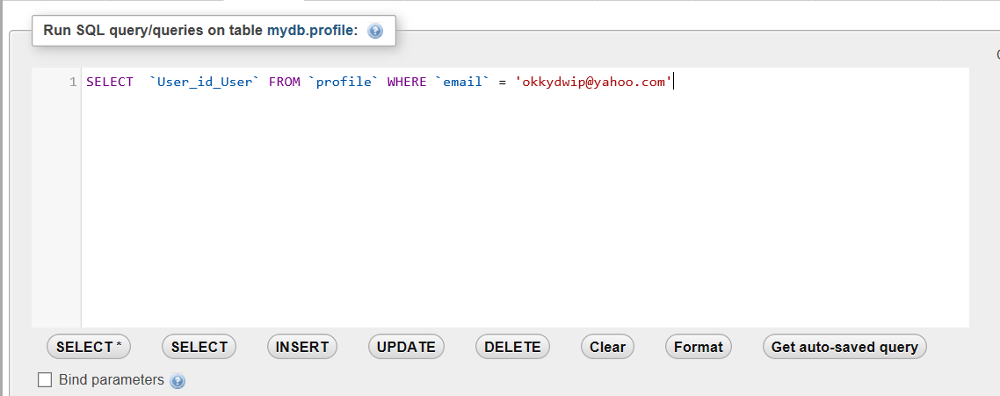 Run SQL query/queries on table mydb.profile:
1 SELECT  `User_id_User` FROM `profile` WHERE `email` = 'okkydwip@yahoo.com'
SELECT * SELECT INSERT UPDATE DELETE Clear Format Get auto-saved query
Bind parameters